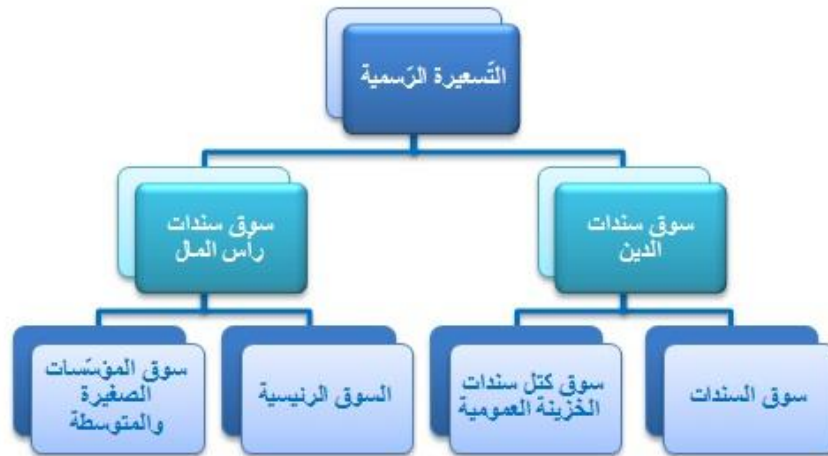 التّسعيرة الرّسمية
سوق سندات
الدين
سوق سندات
رأس المال
سوق السندات
سوق كتل سندات
الخزينة العمومية
السوق الرئيسية
سوق المؤسّسات
الصغيرة
والمتوسطة